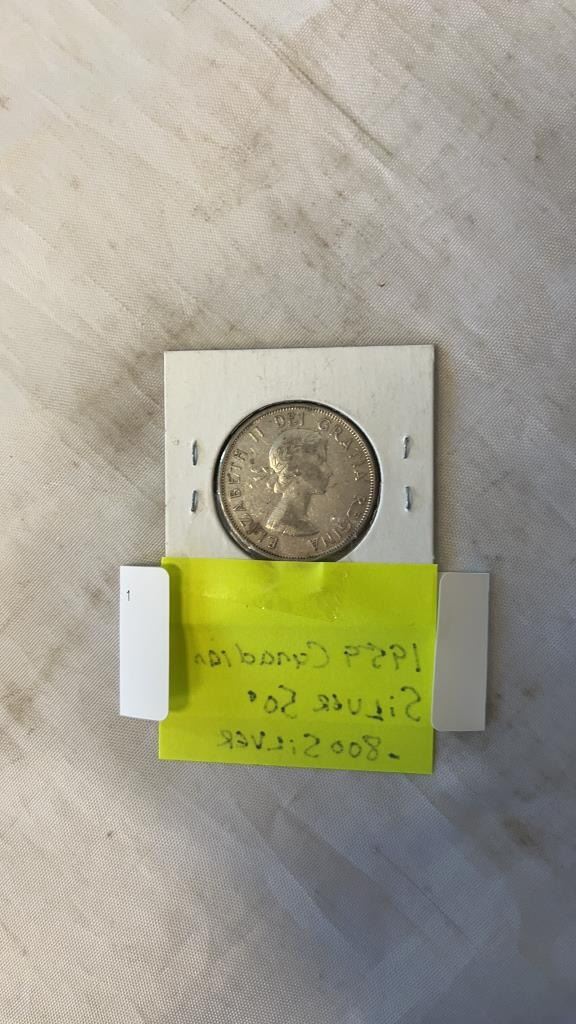 ELIZABETH II DEI GRATIA REGINA
1
1959 Canadian
SILVER 50¢
.800 SILVER